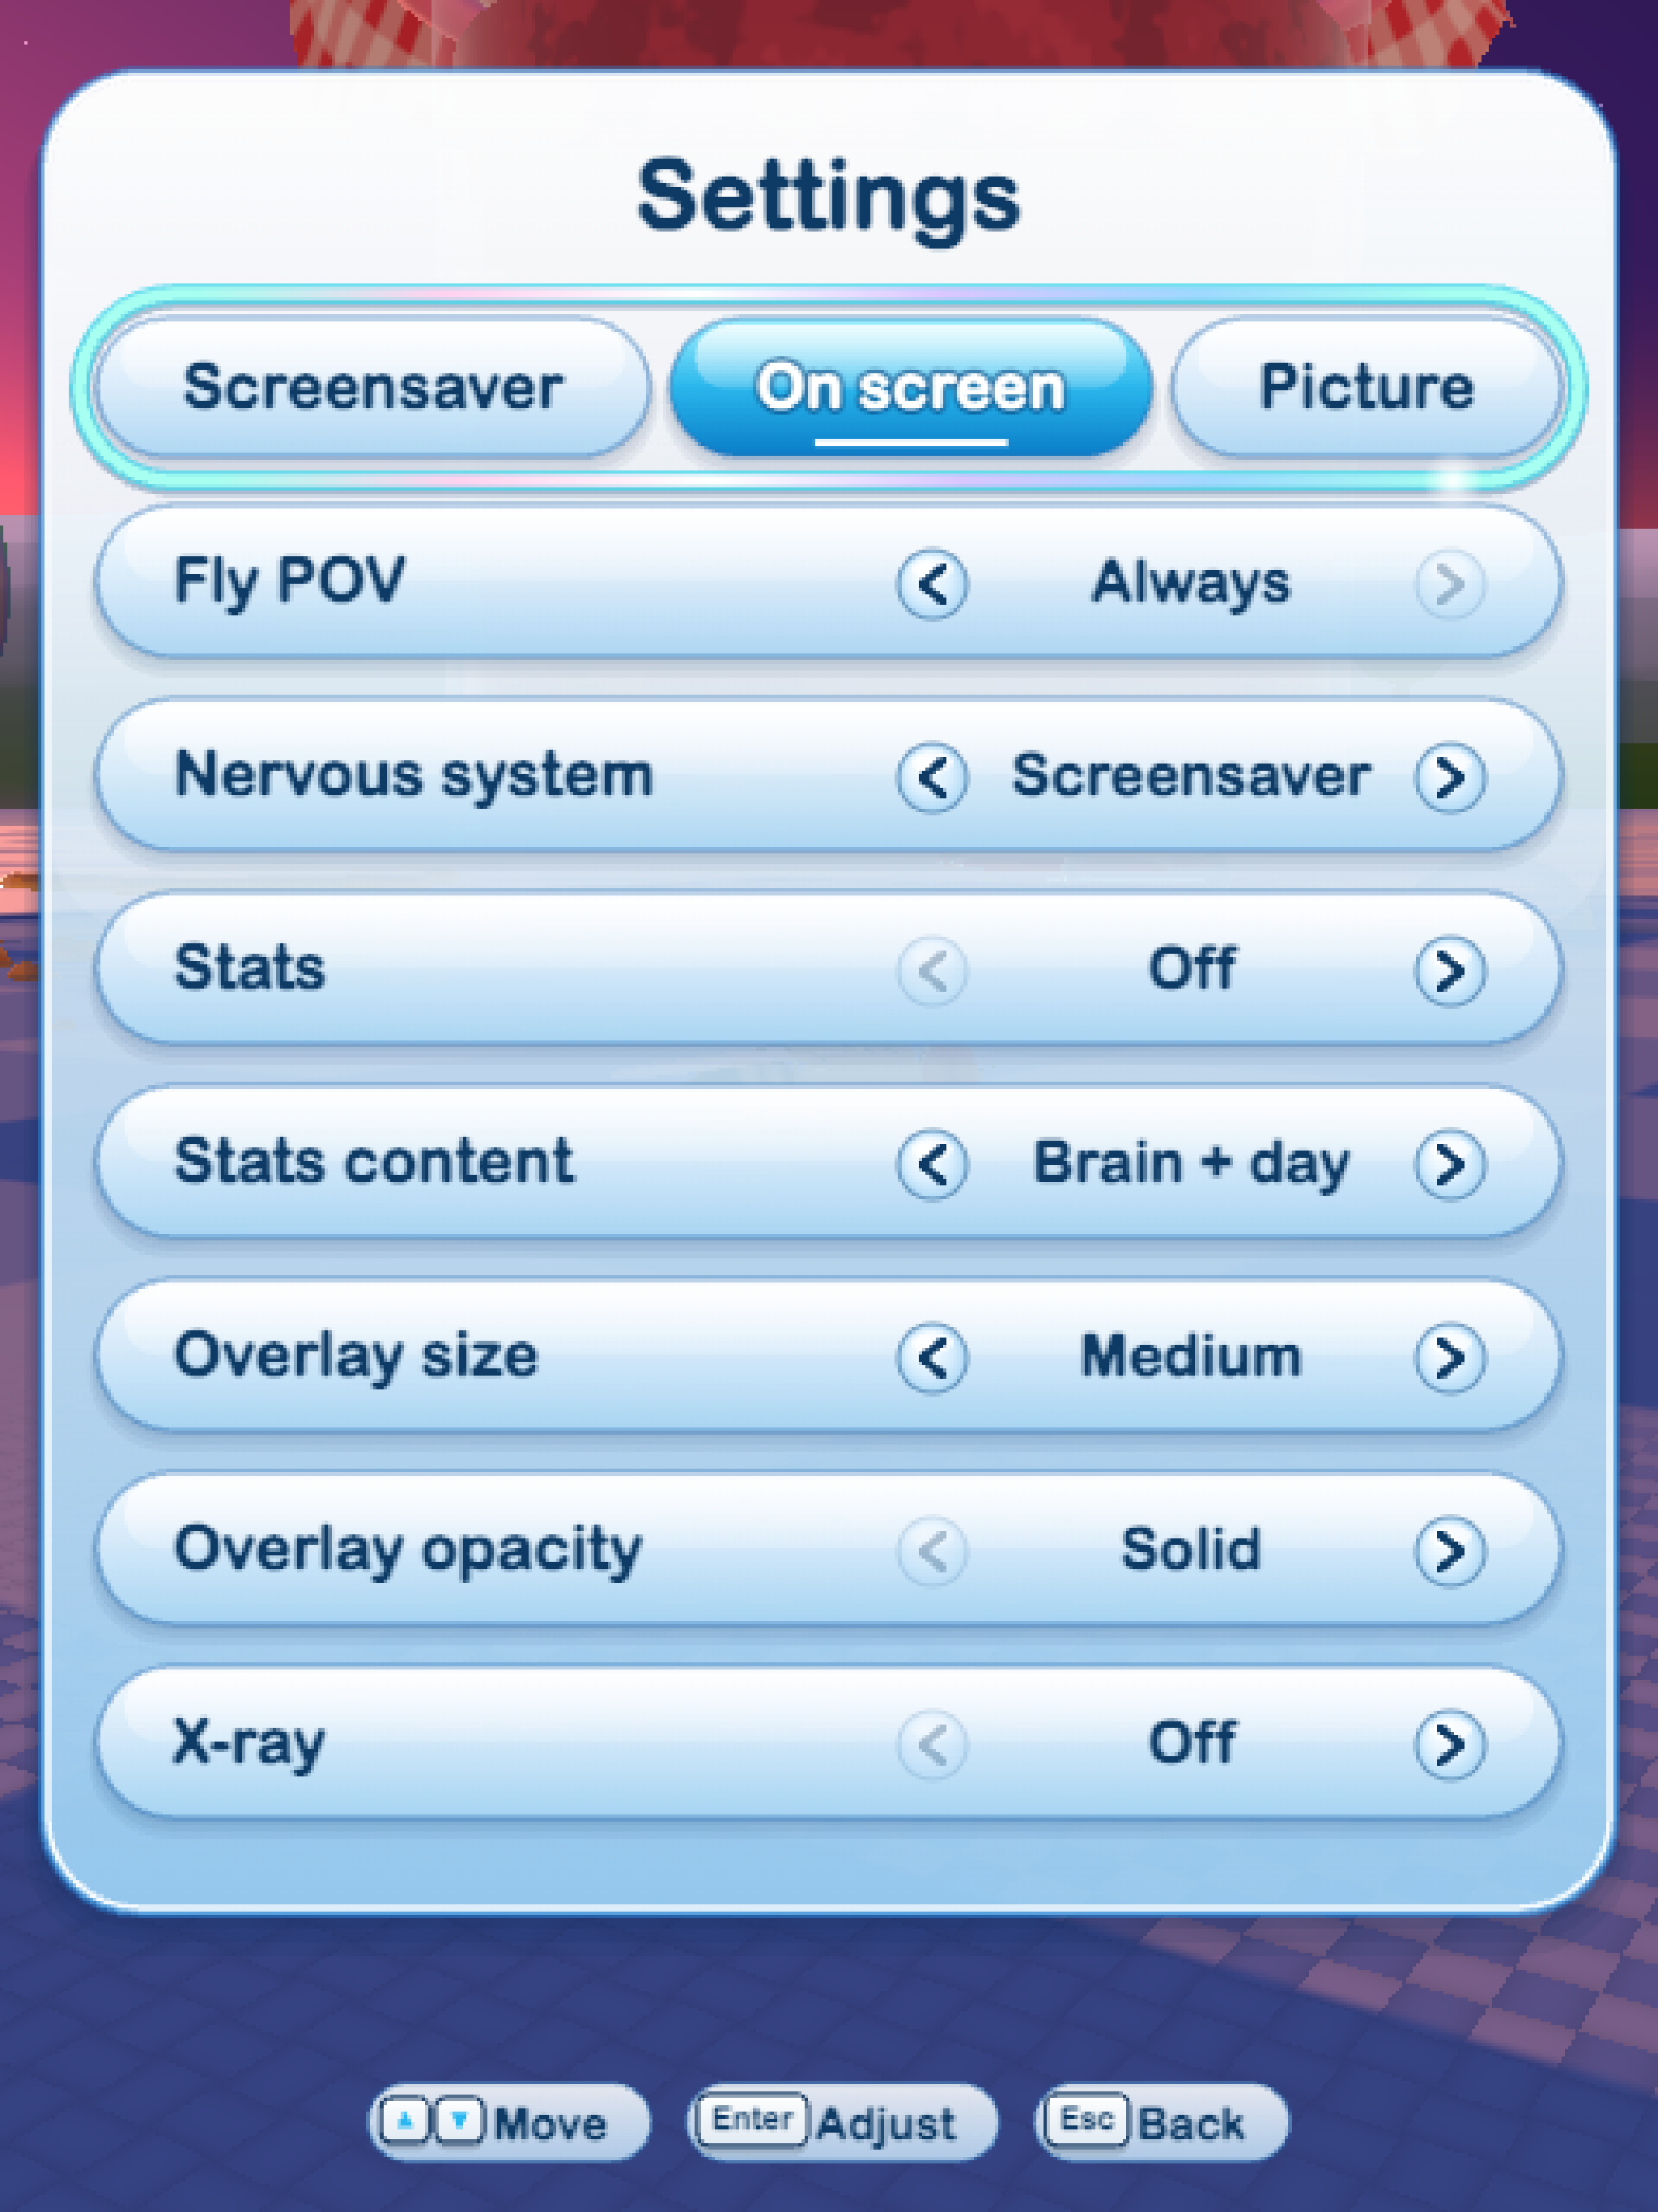 Settings
Screensaver On screen Picture
Fly POV < Always >
Nervous system < Screensaver >
Stats < Off >
Stats content < Brain + day >
Overlay size < Medium >
Overlay opacity < Solid >
X-ray < Off >
▲ ▼ Move Enter Adjust Esc Back